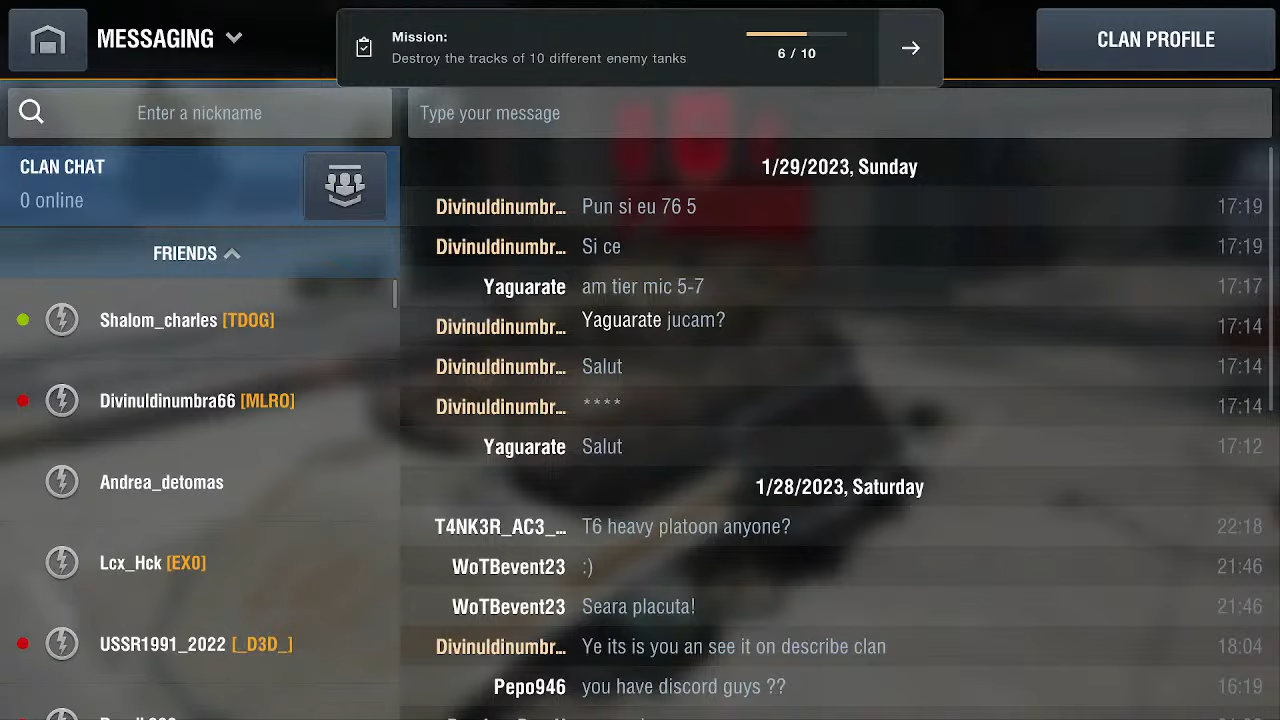 MESSAGING
Mission:
Destroy the tracks of 10 different enemy tanks
6 / 10
CLAN PROFILE
Enter a nickname
Type your message
CLAN CHAT
0 online
FRIENDS
Shalom_charles [TDOG]
Divinuldinumbra66 [MLRO]
Andrea_detomas
Lcx_Hck [EX0]
USSR1991_2022 [_D3D_]
1/29/2023, Sunday
Divinuldinumbr... Pun si eu 76 5 17:19
Divinuldinumbr... Si ce 17:19
Yaguarate am tier mic 5-7 17:17
Divinuldinumbr... Yaguarate jucam? 17:14
Divinuldinumbr... Salut 17:14
Divinuldinumbr... **** 17:14
Yaguarate Salut 17:12
1/28/2023, Saturday
T4NK3R_AC3_... T6 heavy platoon anyone? 22:18
WoTBevent23 :) 21:46
WoTBevent23 Seara placuta! 21:46
Divinuldinumbr... Ye its is you an see it on describe clan 18:04
Pepo946 you have discord guys ?? 16:19